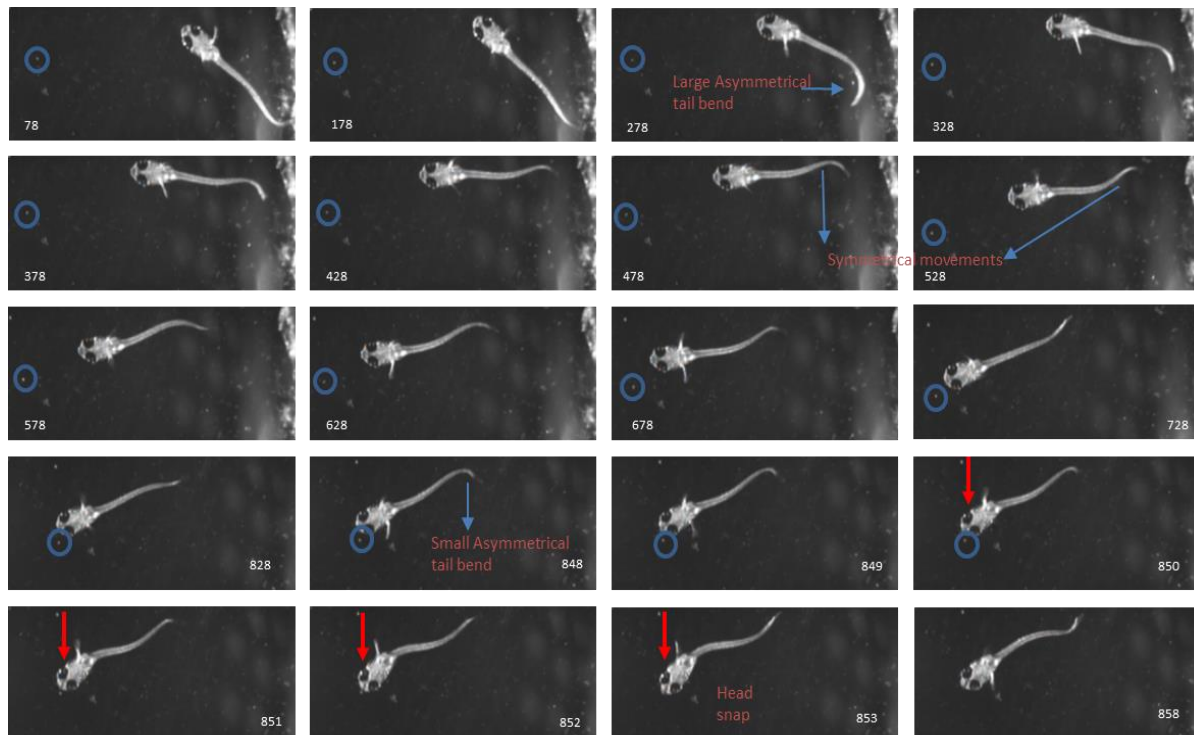 78
178
Large Asymmetrical
tail bend
278
328
378
428
478
Symmetrical movements
528
578
628
678
728
828
Small Asymmetrical
tail bend
848
849
850
851
852
Head
snap
853
858